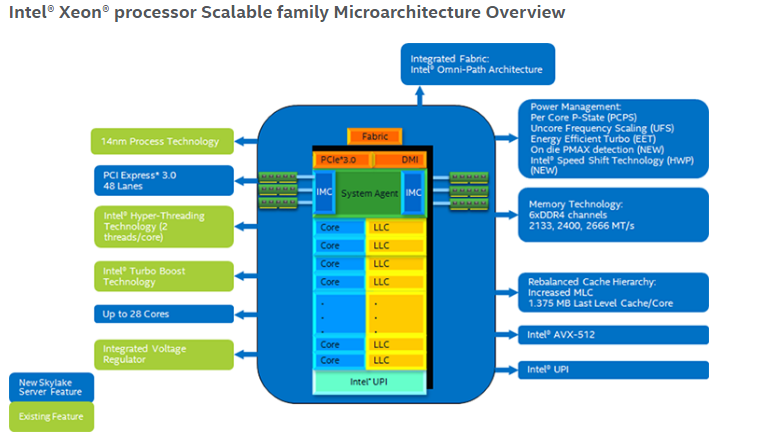 Intel® Xeon® processor Scalable family Microarchitecture Overview
Integrated Fabric:
Intel® Omni-Path Architecture
Power Management:
Per Core P-State (PCPS)
Uncore Frequency Scaling (UFS)
Energy Efficient Turbo (EET)
On die PMAX detection (NEW)
Intel® Speed Shift Technology (HWP)
(NEW)
14nm Process Technology
PCI Express* 3.0
48 Lanes
Intel® Hyper-Threading
Technology (2
threads/core)
Intel® Turbo Boost
Technology
Up to 28 Cores
Integrated Voltage
Regulator
Fabric
PCIe*3.0 DMI
IMC System Agent IMC
Core LLC
Core LLC
Core LLC
Core LLC
. .
. .
. .
Core LLC
Core LLC
Intel® UPI
Memory Technology:
6xDDR4 channels
2133, 2400, 2666 MT/s
Rebalanced Cache Hierarchy:
Increased MLC
1.375 MB Last Level Cache/Core
Intel® AVX-512
Intel® UPI
New Skylake
Server Feature
Existing Feature